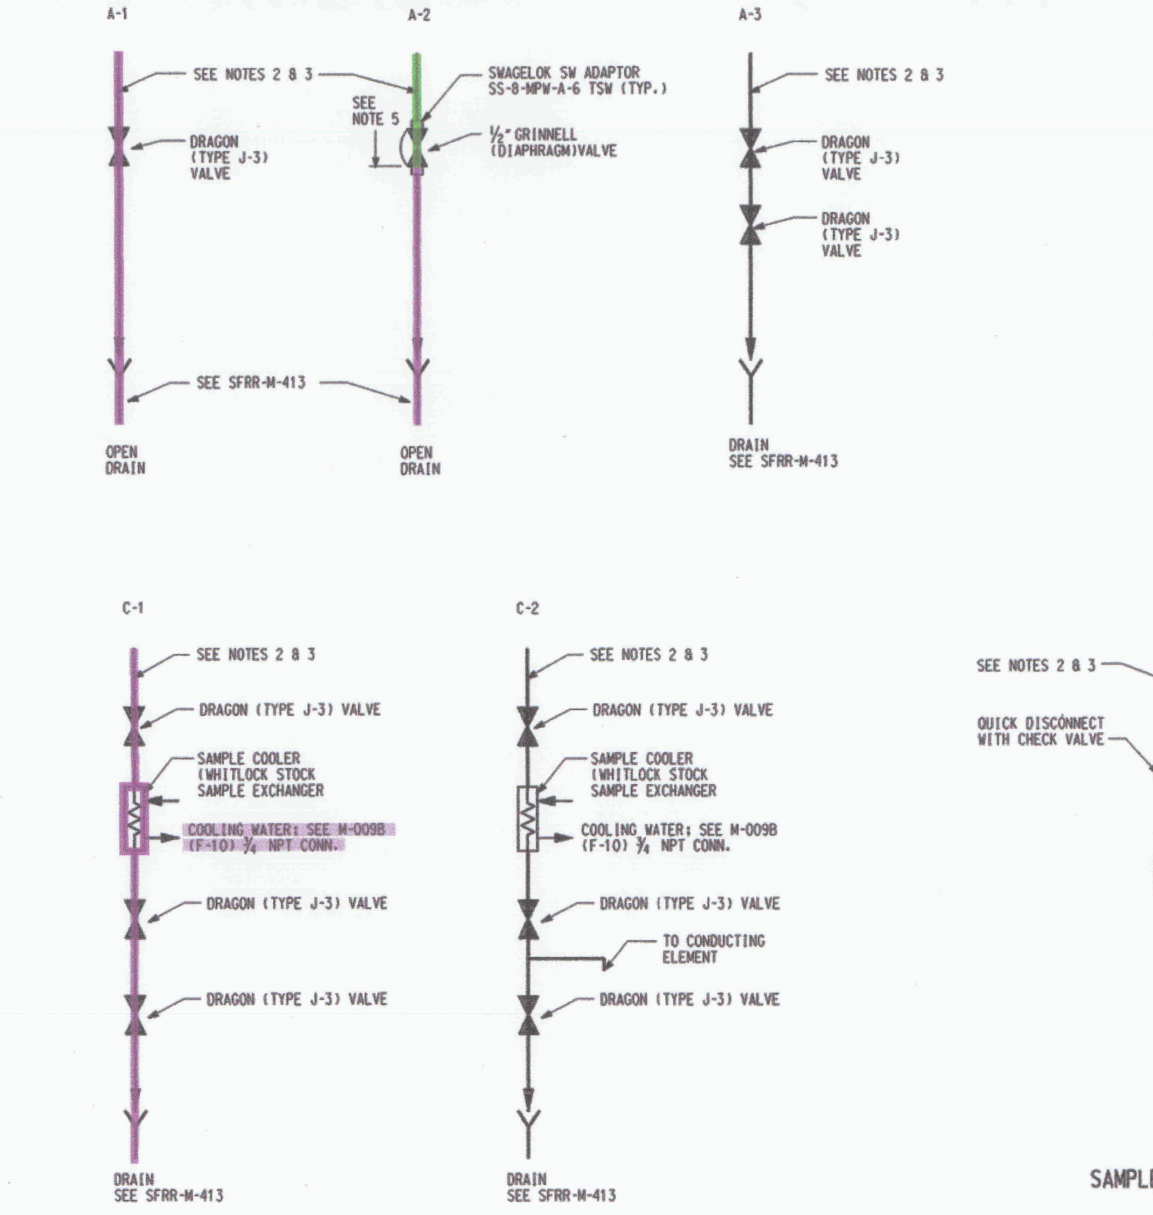 A-1
A-2
A-3
SEE NOTES 2 & 3
SEE
NOTE 5
SWAGELOK SW ADAPTOR
SS-8-MPW-A-6 TSW (TYP.)
DRAGON
(TYPE J-3)
VALVE
½" GRINNELL
(DIAPHRAGM)VALVE
SEE SFRR-M-413
OPEN
DRAIN
OPEN
DRAIN
SEE NOTES 2 & 3
DRAGON
(TYPE J-3)
VALVE
DRAGON
(TYPE J-3)
VALVE
DRAIN
SEE SFRR-M-413
C-1
SEE NOTES 2 & 3
DRAGON (TYPE J-3) VALVE
SAMPLE COOLER
(WHITLOCK STOCK
SAMPLE EXCHANGER
COOLING WATER; SEE M-009B
(F-10) ¾ NPT CONN.
DRAGON (TYPE J-3) VALVE
DRAGON (TYPE J-3) VALVE
DRAIN
SEE SFRR-M-413
C-2
SEE NOTES 2 & 3
DRAGON (TYPE J-3) VALVE
SAMPLE COOLER
(WHITLOCK STOCK
SAMPLE EXCHANGER
COOLING WATER; SEE M-009B
(F-10) ¾ NPT CONN.
DRAGON (TYPE J-3) VALVE
TO CONDUCTING
ELEMENT
DRAGON (TYPE J-3) VALVE
DRAIN
SEE SFRR-M-413
SEE NOTES 2 & 3
QUICK DISCONNECT
WITH CHECK VALVE
SAMPLE